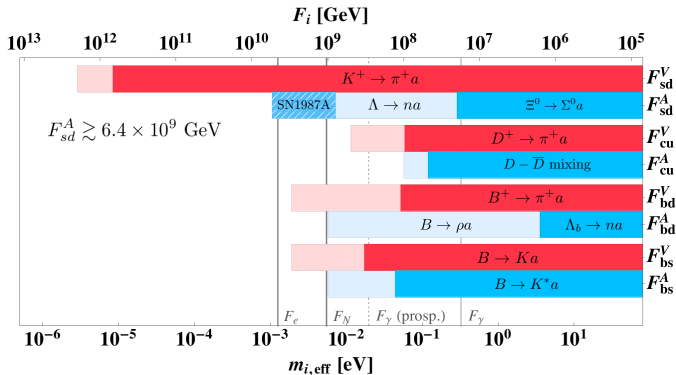 F_i [GeV]
10^13 10^12 10^11 10^10 10^9 10^8 10^7 10^6 10^5
K^+ → π^+ a F^V_sd
SN1987A Λ → na Ξ^0 → Σ^0 a F^A_sd
F^A_sd ≳ 6.4 × 10^9 GeV
D^+ → π^+ a F^V_cu
D − D̅ mixing F^A_cu
B^+ → π^+ a F^V_bd
B → ρa Λ_b → na F^A_bd
B → Ka F^V_bs
B → K^* a F^A_bs
F_e F_N F_γ (prosp.) F_γ
10^−6 10^−5 10^−4 10^−3 10^−2 10^−1 10^0 10^1
m_i,eff [eV]